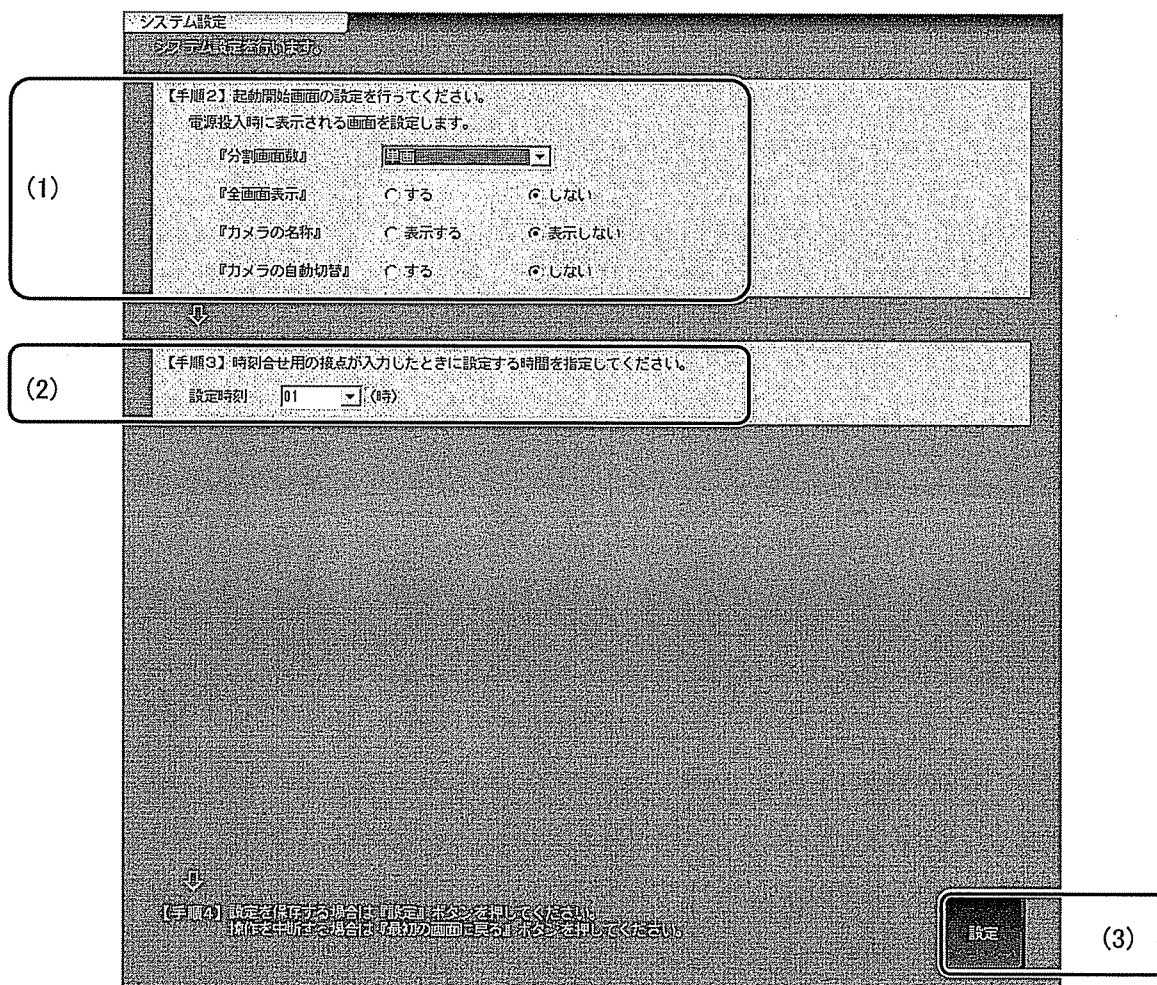 システム設定
システム設定を行います。
【手順2】起動開始画面の設定を行ってください。
電源投入時に表示される画面を設定します。
『分割画面数』 単画
(1)
『全画面表示』 する しない
『カメラの名称』 表示する 表示しない
『カメラの自動切替』 する しない
【手順3】時刻合せ用の接点が入力したときに設定する時間を指定してください。
(2)
設定時刻 01 (時)
【手順4】設定を保存する場合は『設定』ボタンを押してください。
操作を中断する場合は『最初の画面に戻る』ボタンを押してください。
設定
(3)